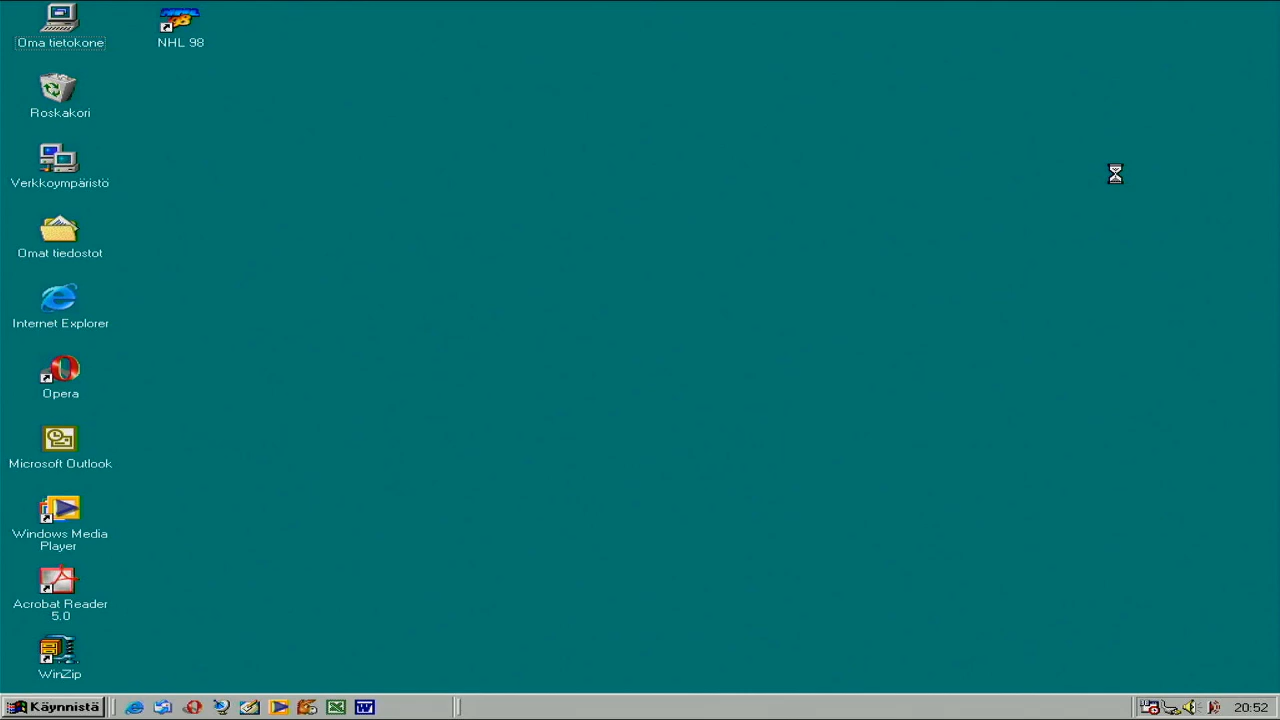 Oma tietokone
NHL 98
Roskakori
Verkkoympäristö
Omat tiedostot
Internet Explorer
Opera
Microsoft Outlook
Windows Media
Player
Acrobat Reader
5.0
WinZip
Käynnistä
20:52